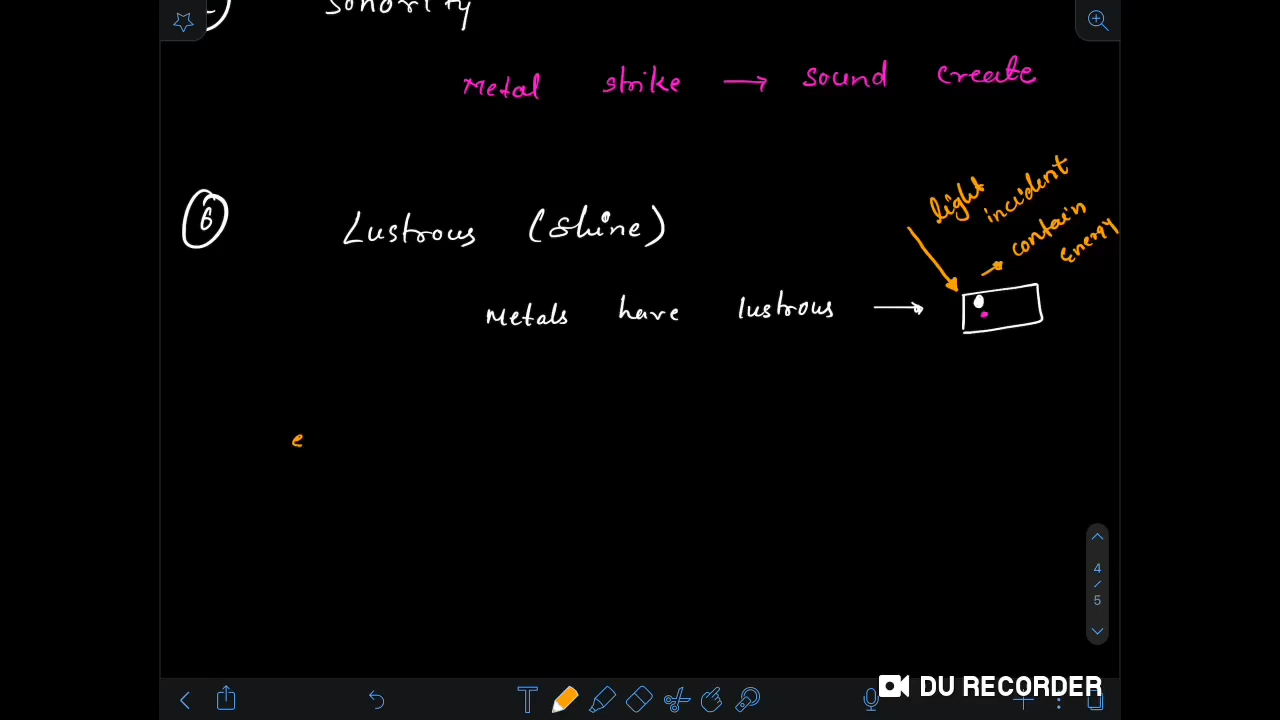 sonority
Metal strike → sound create
6 Lustrous (shine)
light incident
→ contain
energy
Metals have lustrous →
e
4
/
5
T
DU RECORDER